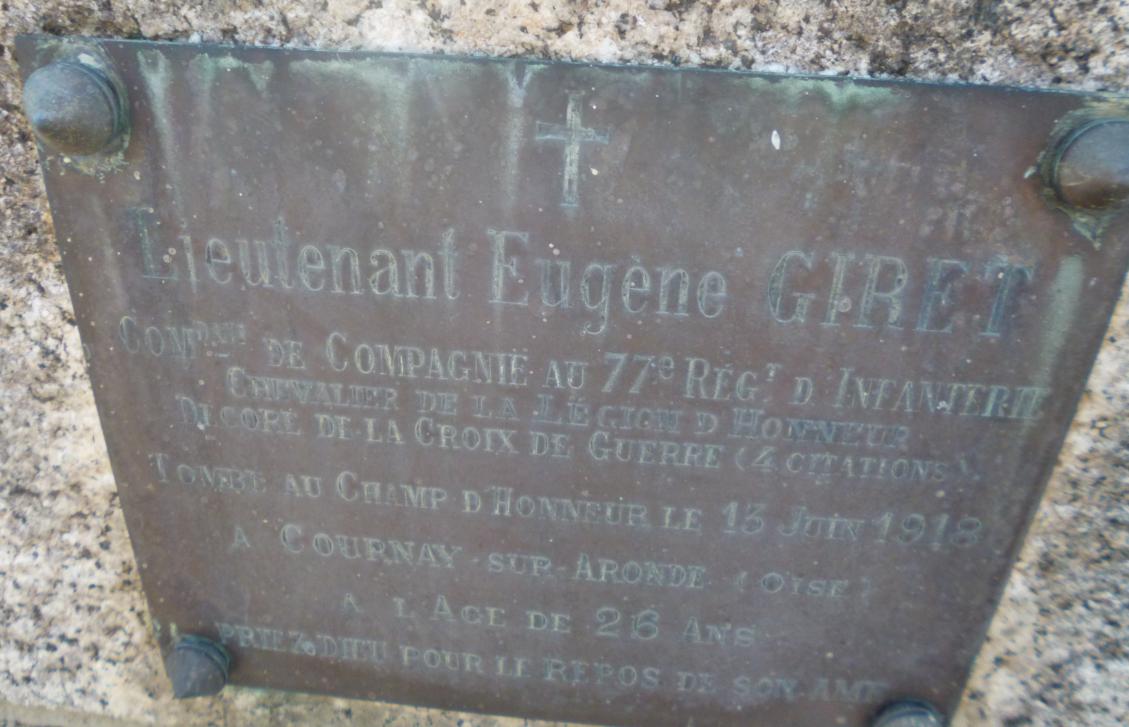 Lieutenant Eugène GIRET
COMDANT DE COMPAGNIE AU 77e RÉGT D INFANTERIE
CHEVALIER DE LA LÉGION D HONNEUR
DECORÉ DE LA CROIX DE GUERRE (4 CITATIONS)
TOMBÉ AU CHAMP D'HONNEUR LE 13 JUIN 1918
A GOURNAY-SUR-ARONDE (OISE)
A L'AGE DE 26 ANS
PRIEZ DIEU POUR LE REPOS DE SON AME